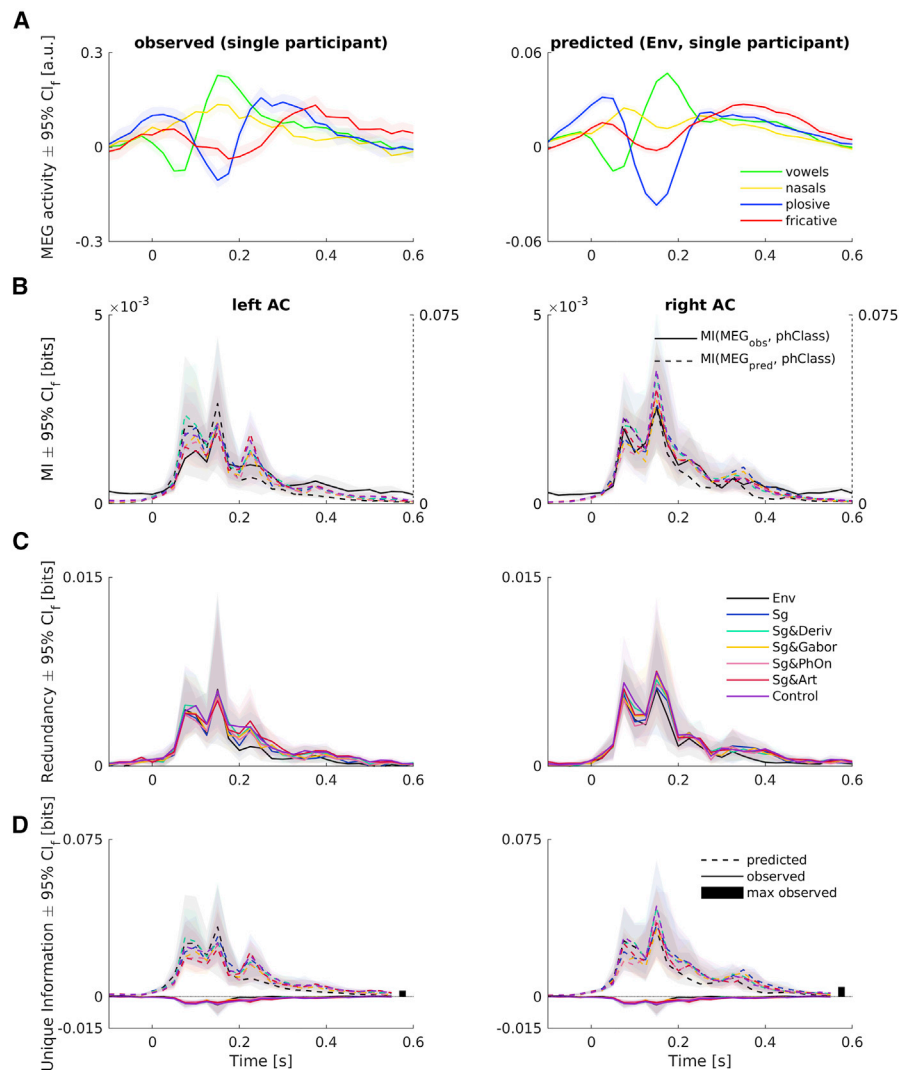 A
observed (single participant)
predicted (Env, single participant)
MEG activity ± 95% CIf [a.u.]
0.3
0
-0.3
0 0.2 0.4 0.6
0.06
0
-0.06
0 0.2 0.4 0.6
vowels
nasals
plosive
fricative
B
left AC
right AC
MI ± 95% CIf [bits]
×10-3
5
0
0.075
0
0 0.2 0.4 0.6
×10-3
5
0
0.075
0
0 0.2 0.4 0.6
MI(MEGobs, phClass)
MI(MEGpred, phClass)
C
Redundancy ± 95% CIf [bits]
0.015
0
0 0.2 0.4 0.6
0.015
0
0 0.2 0.4 0.6
Env
Sg
Sg&Deriv
Sg&Gabor
Sg&PhOn
Sg&Art
Control
D
Unique Information ± 95% CIf [bits]
0.075
0
-0.015
0 0.2 0.4 0.6
Time [s]
0.075
0
-0.015
0 0.2 0.4 0.6
Time [s]
predicted
observed
max observed